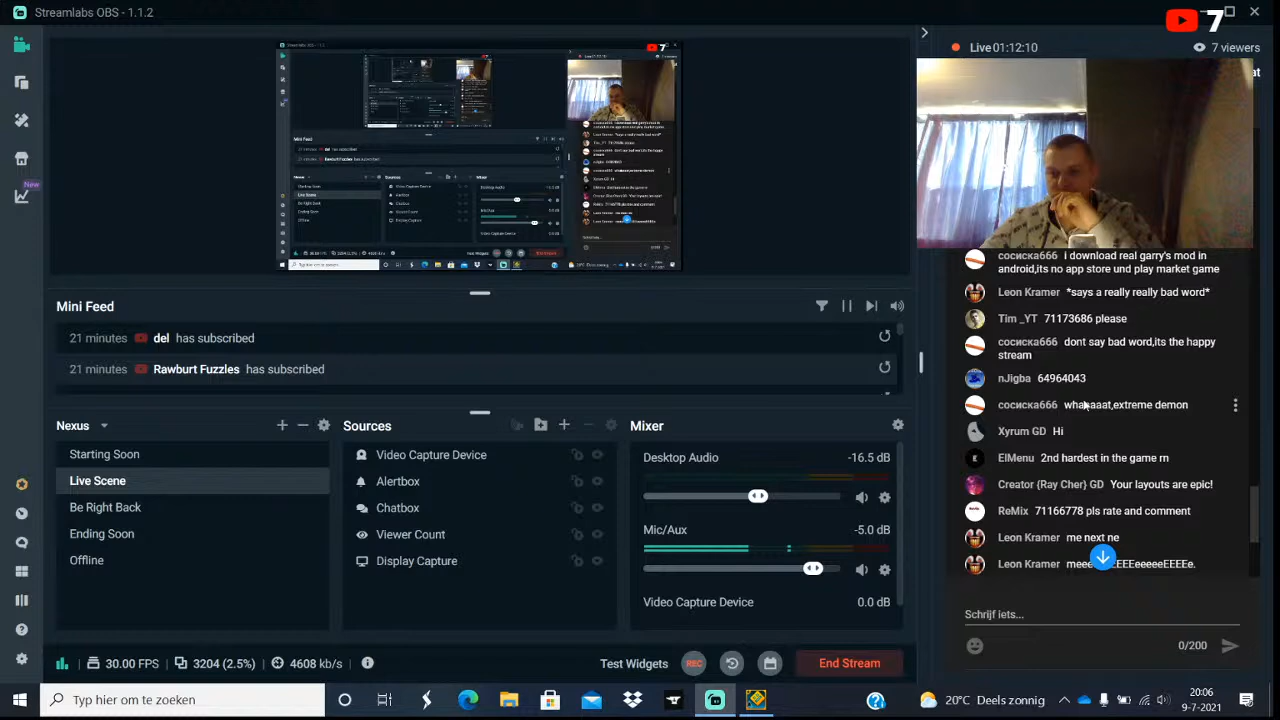 Streamlabs OBS - 1.1.2
7
Live 01:12:10
7 viewers
at
Mini Feed
21 minutes del has subscribed
21 minutes Rawburt Fuzzles has subscribed
Nexus
Starting Soon
Live Scene
Be Right Back
Ending Soon
Offline
Sources
Video Capture Device
Alertbox
Chatbox
Viewer Count
Display Capture
Mixer
Desktop Audio -16.5 dB
Mic/Aux -5.0 dB
Video Capture Device 0.0 dB
New
сосиска666 i download real garrys mod in
android,its no app store und play market game
Leon Kramer *says a really really bad word*
Tim _YT 71173686 please
сосиска666 dont say bad word,its the happy
stream
nJigba 64964043
сосиска666 whakaaaat,extreme demon
Xyrum GD Hi
ElMenu 2nd hardest in the game rn
Creator {Ray Cher} GD Your layouts are epic!
ReMix 71166778 pls rate and comment
Leon Kramer me next ne
Schrijf iets...
0/200
30.00 FPS 3204 (2.5%) 4608 kb/s
Test Widgets REC End Stream
Typ hier om te zoeken
20°C Deels zonnig
20:06
9-7-2021